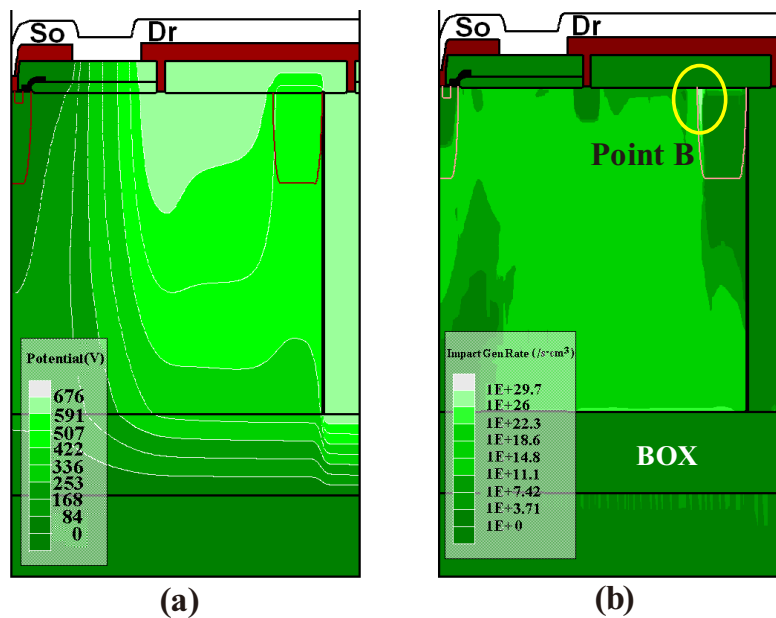 So Dr
Potential(V)
676
591
507
422
336
253
168
84
0
(a)
So Dr
Point B
Impact Gen Rate (/s·cm³)
1E+29.7
1E+26
1E+22.3
1E+18.6
1E+14.8
1E+11.1
1E+7.42
1E+3.71
1E+0
BOX
(b)